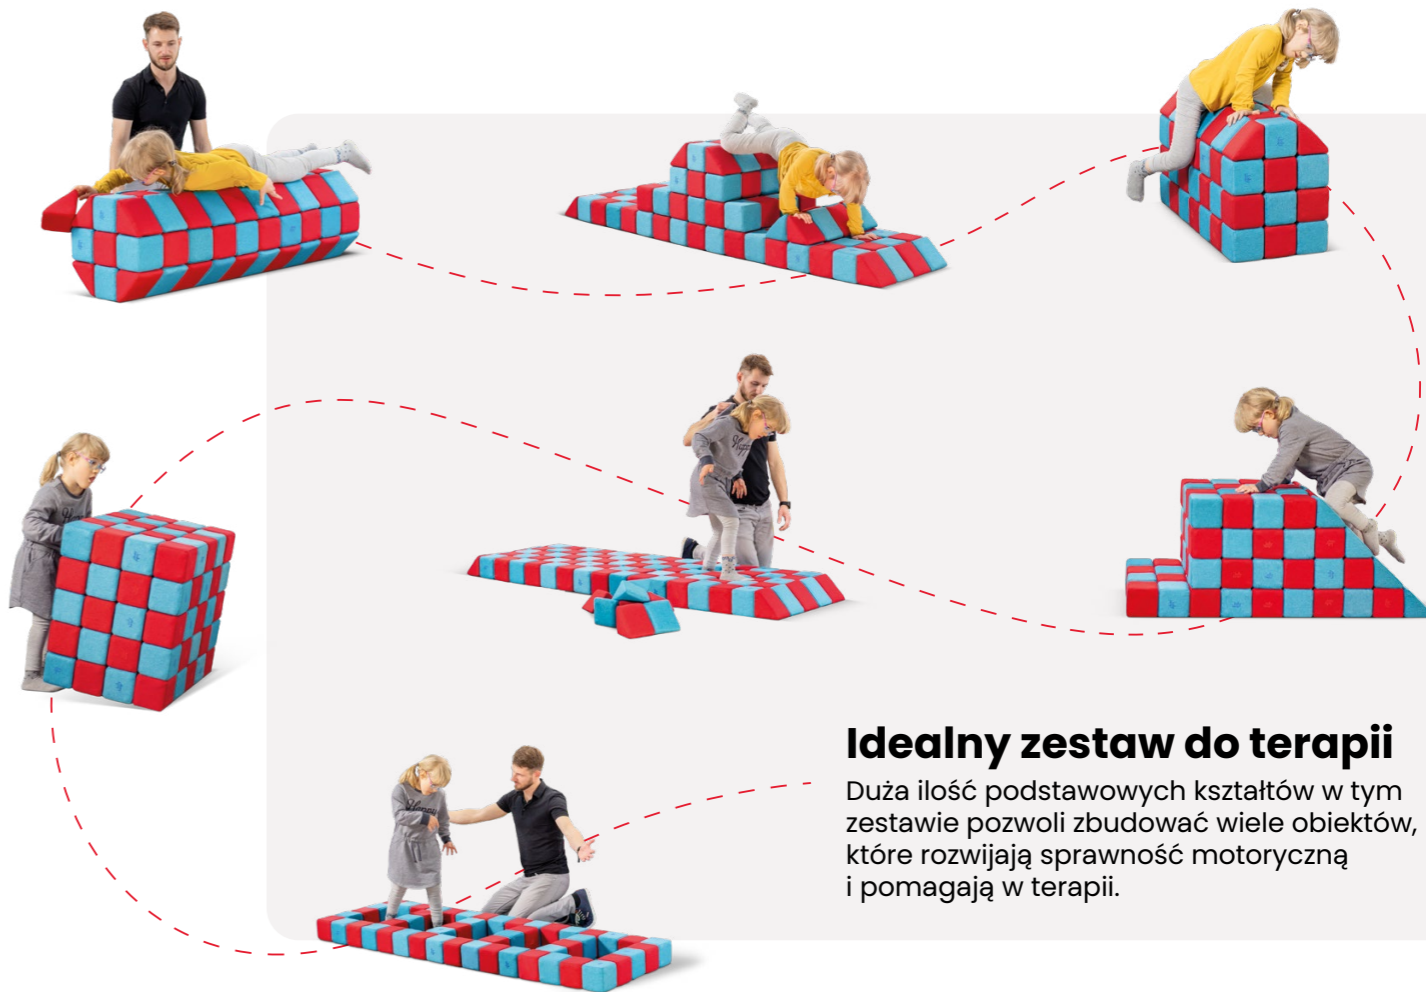 Idealny zestaw do terapii
Duża ilość podstawowych kształtów w tym
zestawie pozwoli zbudować wiele obiektów,
które rozwijają sprawność motoryczną
i pomagają w terapii.